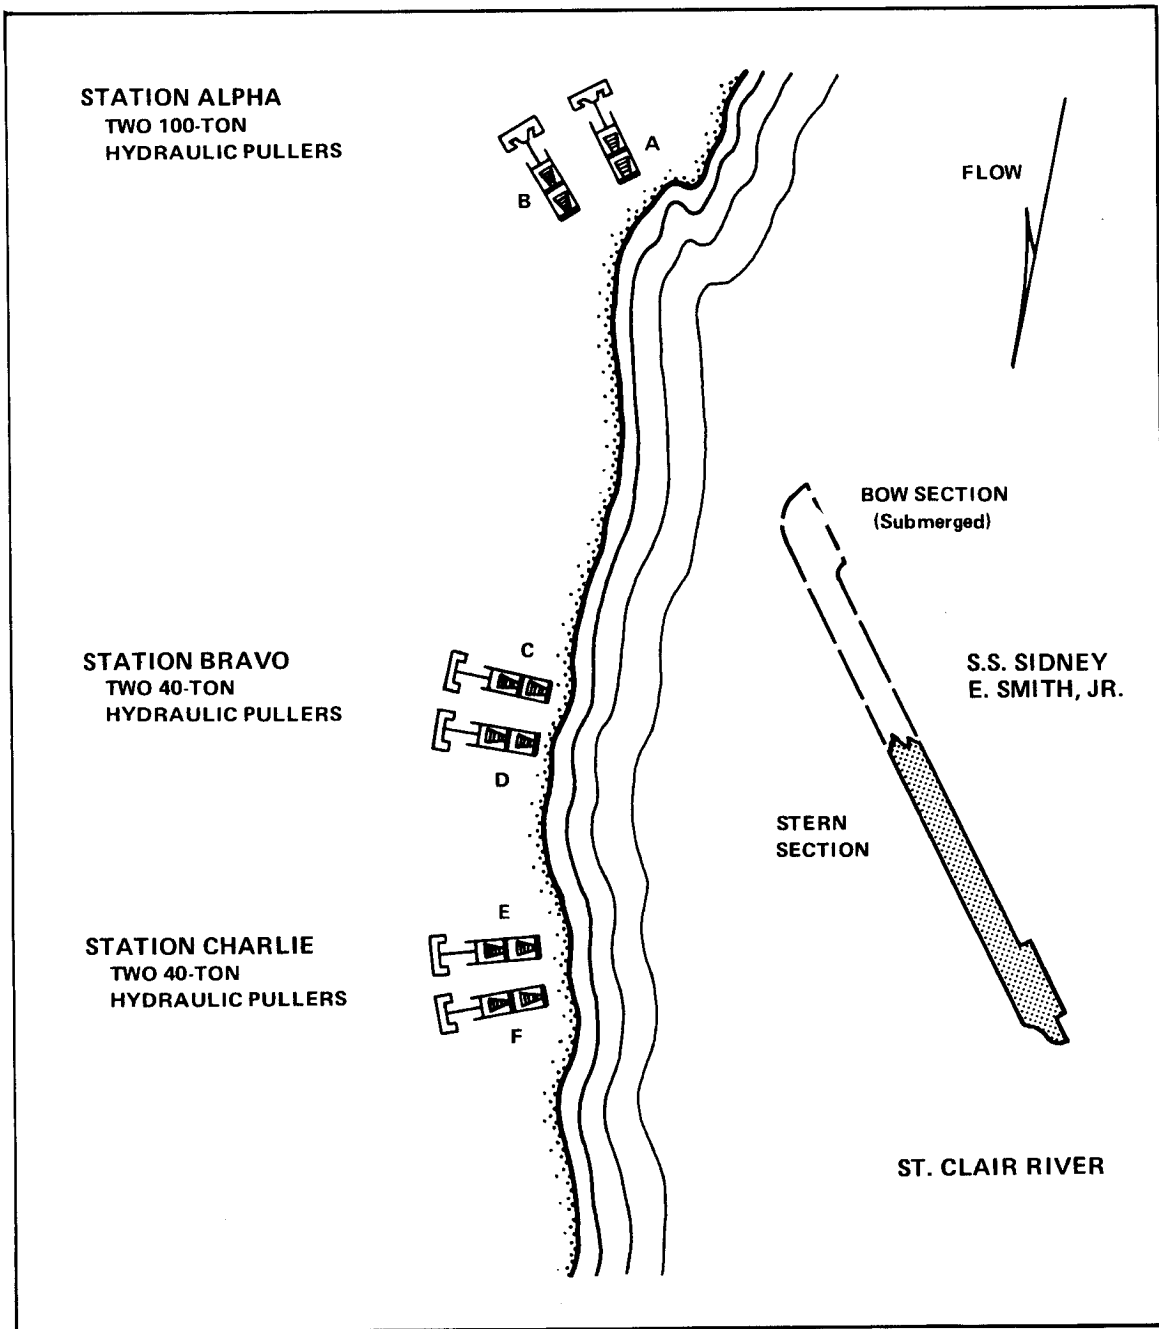 STATION ALPHA
TWO 100-TON
HYDRAULIC PULLERS
A
B
FLOW
BOW SECTION
(Submerged)
S.S. SIDNEY
E. SMITH, JR.
STATION BRAVO
TWO 40-TON
HYDRAULIC PULLERS
C
D
STERN
SECTION
STATION CHARLIE
TWO 40-TON
HYDRAULIC PULLERS
E
F
ST. CLAIR RIVER